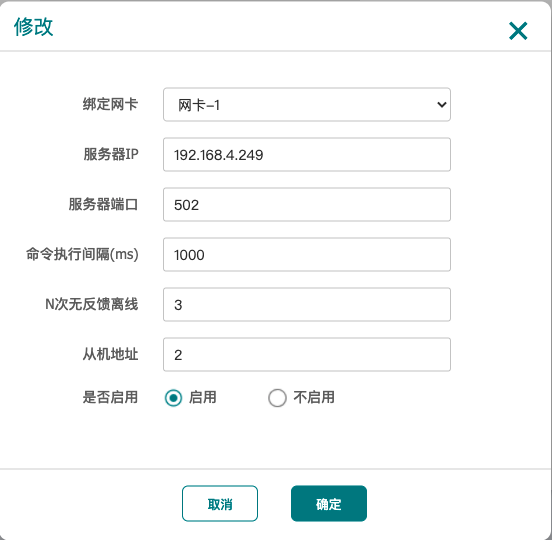 修改
绑定网卡 网卡-1
服务器IP 192.168.4.249
服务器端口 502
命令执行间隔(ms) 1000
N次无反馈离线 3
从机地址 2
是否启用 启用 不启用
取消 确定